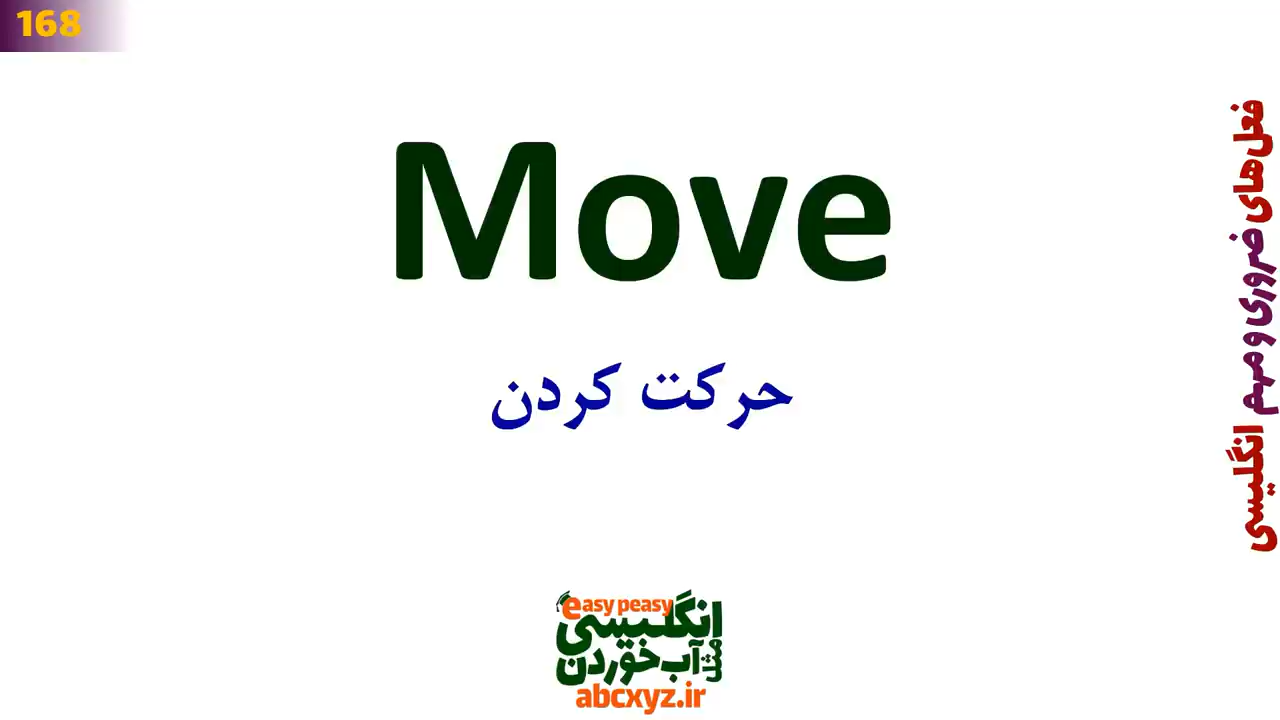 168
Move
حرکت کردن
فعل‌های ضروری و مهم انگلیسی
easy peasy
انگلیسی
مثل آب خوردن
abcxyz.ir